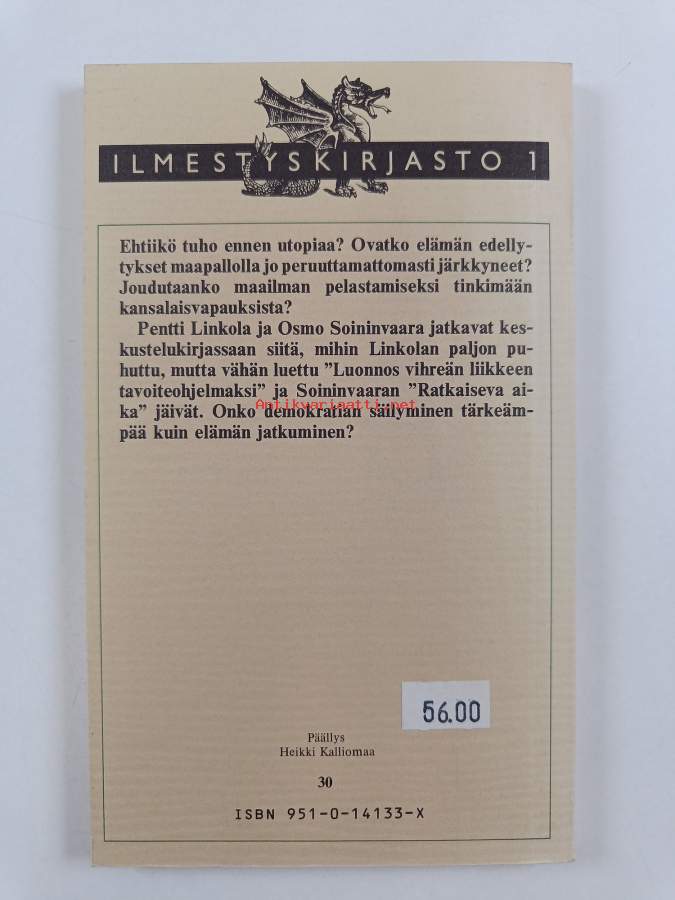 ILMESTYSKIRJASTO 1
Ehtiikö tuho ennen utopiaa? Ovatko elämän edelly-
tykset maapallolla jo peruuttamattomasti järkkyneet?
Joudutaanko maailman pelastamiseksi tinkimään
kansalaisvapauksista?
Pentti Linkola ja Osmo Soininvaara jatkavat kes-
kustelukirjassaan siitä, mihin Linkolan paljon pu-
huttu, mutta vähän luettu ”Luonnos vihreän liikkeen
tavoiteohjelmaksi” ja Soininvaaran ”Ratkaiseva ai-
ka” jäivät. Onko demokratian säilyminen tärkeäm-
Antikvariaatti.net
pää kuin elämän jatkuminen?
56.00
Päällys
Heikki Kalliomaa
30
ISBN 951-0-14133-X